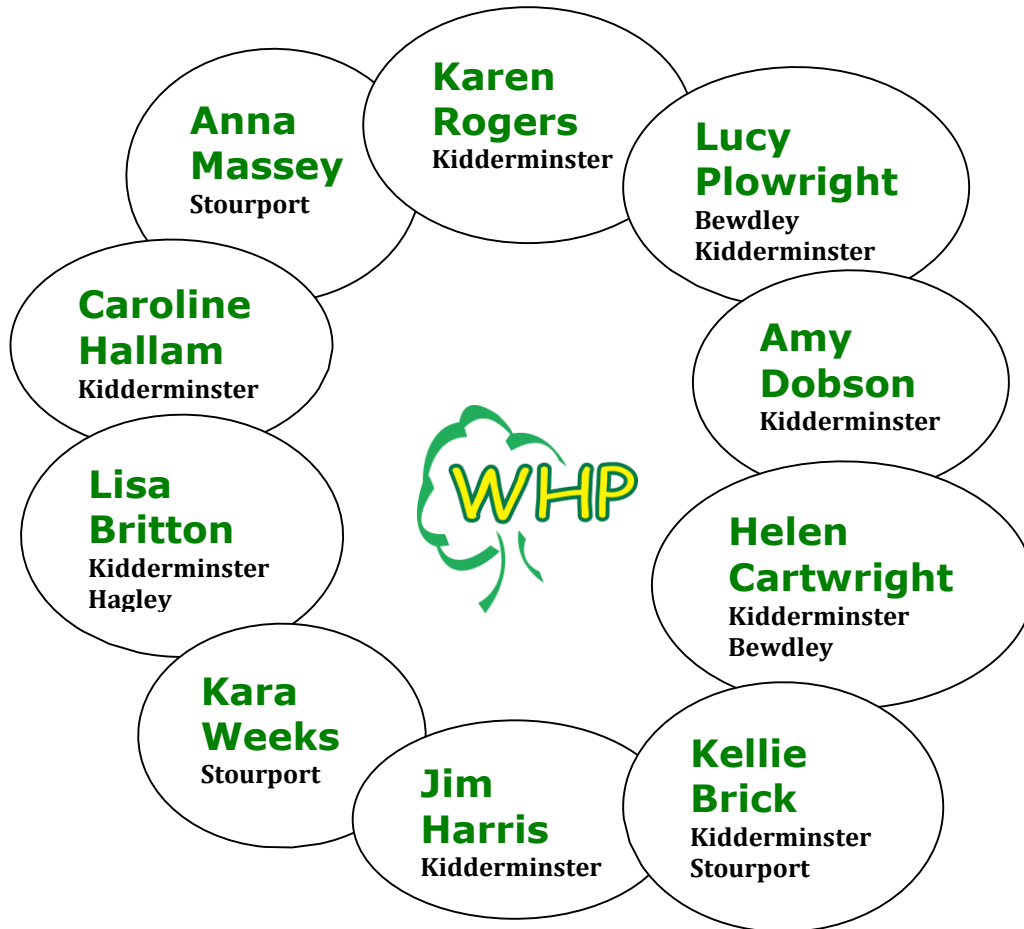 Karen
Rogers
Kidderminster
Anna
Massey
Stourport
Lucy
Plowright
Bewdley
Kidderminster
Caroline
Hallam
Kidderminster
Amy
Dobson
Kidderminster
WHP
Lisa
Britton
Kidderminster
Hagley
Helen
Cartwright
Kidderminster
Bewdley
Kara
Weeks
Stourport
Jim
Harris
Kidderminster
Kellie
Brick
Kidderminster
Stourport